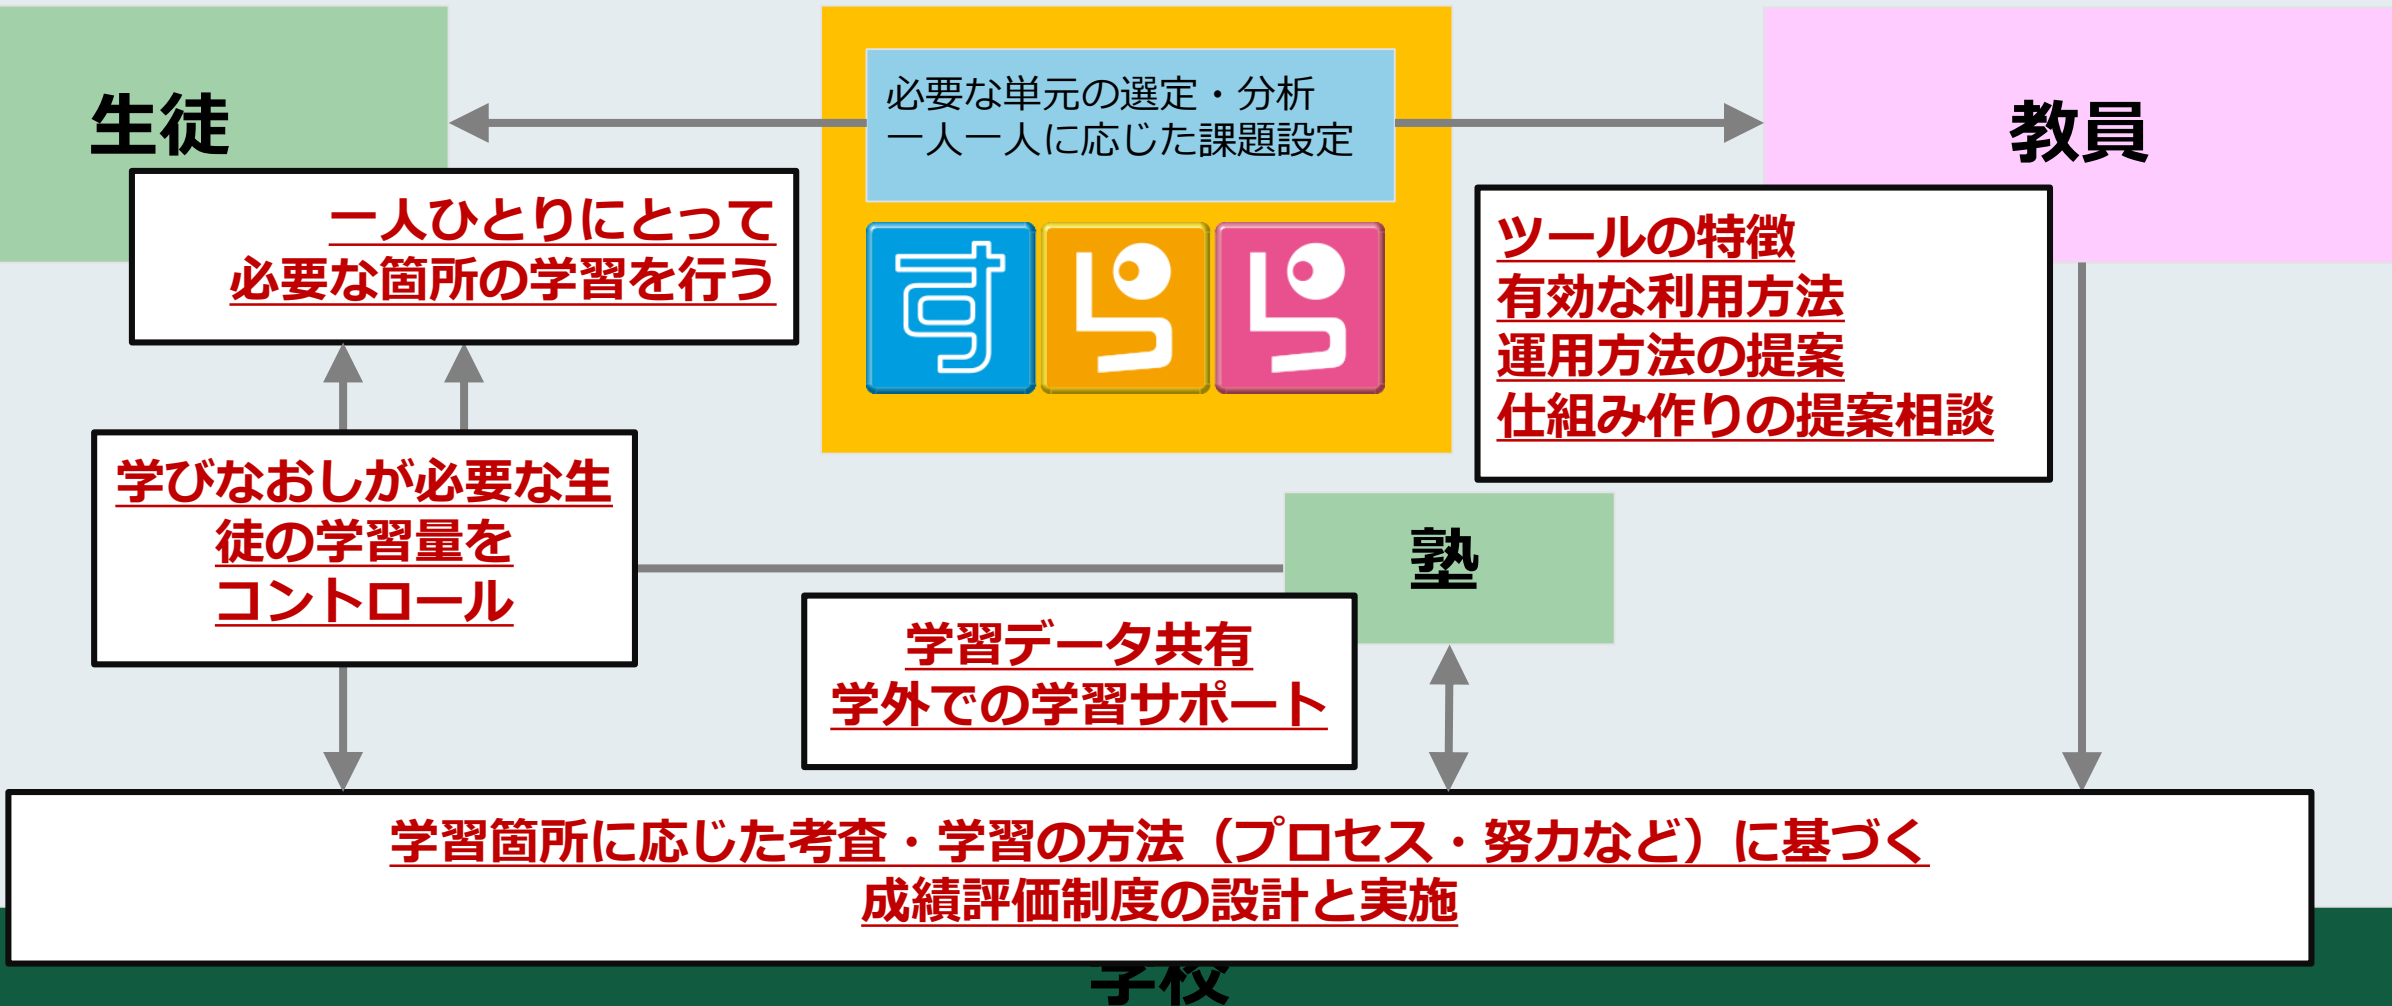 生徒
必要な単元の選定・分析
一人一人に応じた課題設定
教員
一人ひとりにとって
必要な箇所の学習を行う
すらら
ツールの特徴
有効な利用方法
運用方法の提案
仕組み作りの提案相談
学びなおしが必要な生
徒の学習量を
コントロール
塾
学習データ共有
学外での学習サポート
学習箇所に応じた考査・学習の方法（プロセス・努力など）に基づく
成績評価制度の設計と実施
学校